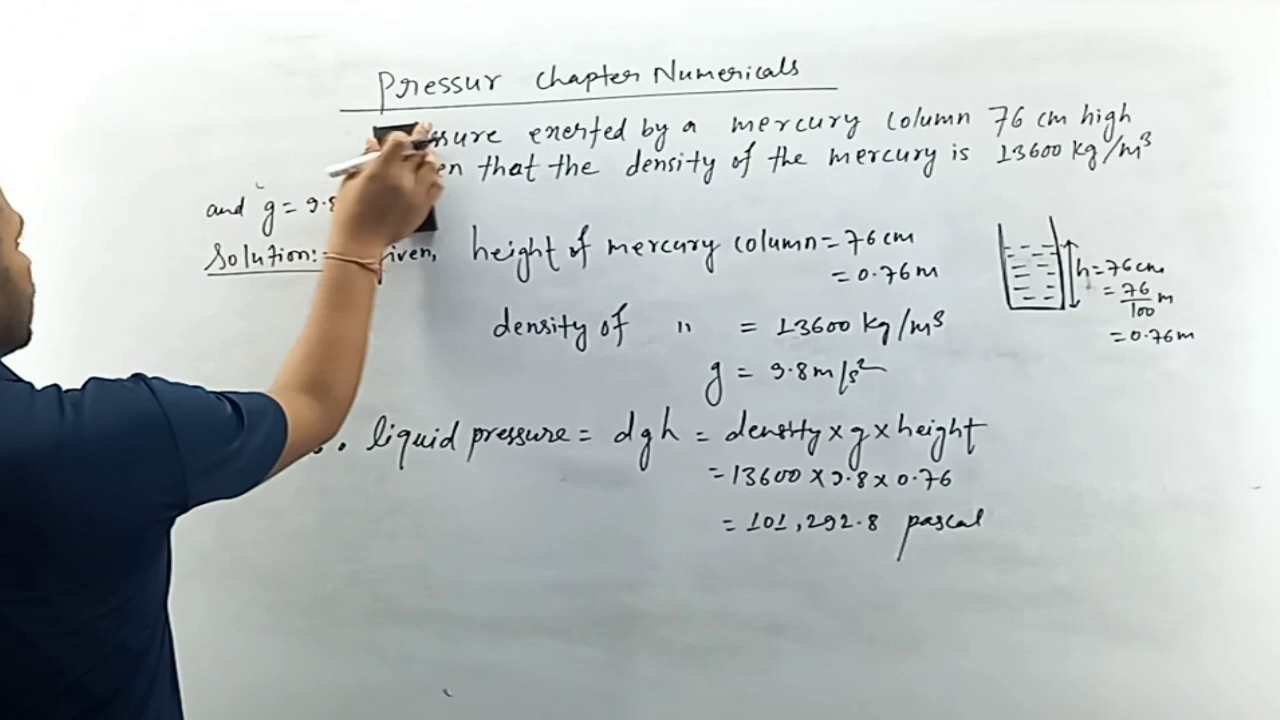 Pressur Chapter Numericals
ssure exerted by a mercury column 76 cm high
en that the density of the mercury is 13600 kg/m³
and g = 9.8
Solution:- given, height of mercury column = 76 cm
= 0.76 m
density of " = 13600 kg/m³
g = 9.8 m/s²
h = 76 cm
= 76/100 m
= 0.76 m
. liquid pressure = dgh = density × g × height
= 13600 × 9.8 × 0.76
= 101,292.8 pascal